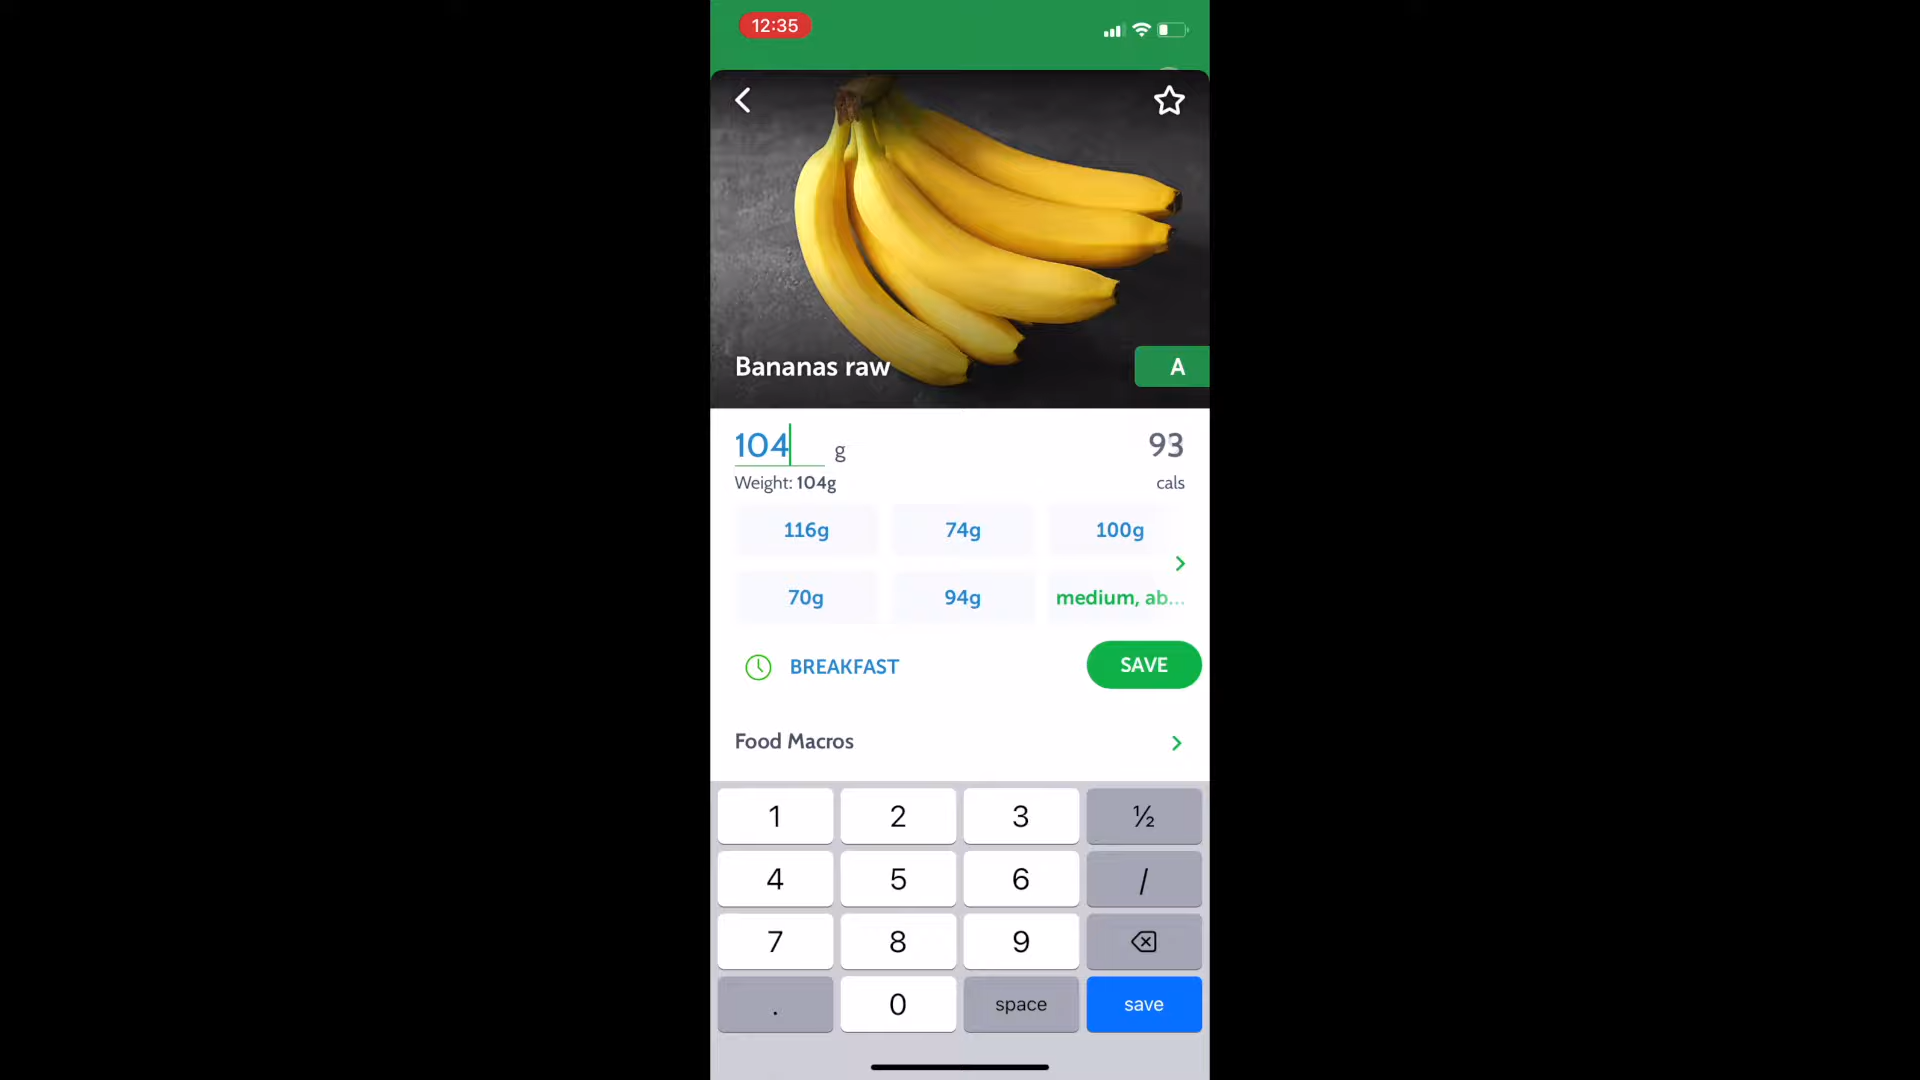 12:35
Bananas raw
A
104 g
93
Weight: 104g
cals
116g
74g
100g
70g
94g
medium, ab...
BREAKFAST
SAVE
Food Macros
1
2
3
½
4
5
6
/
7
8
9
.
0
space
save